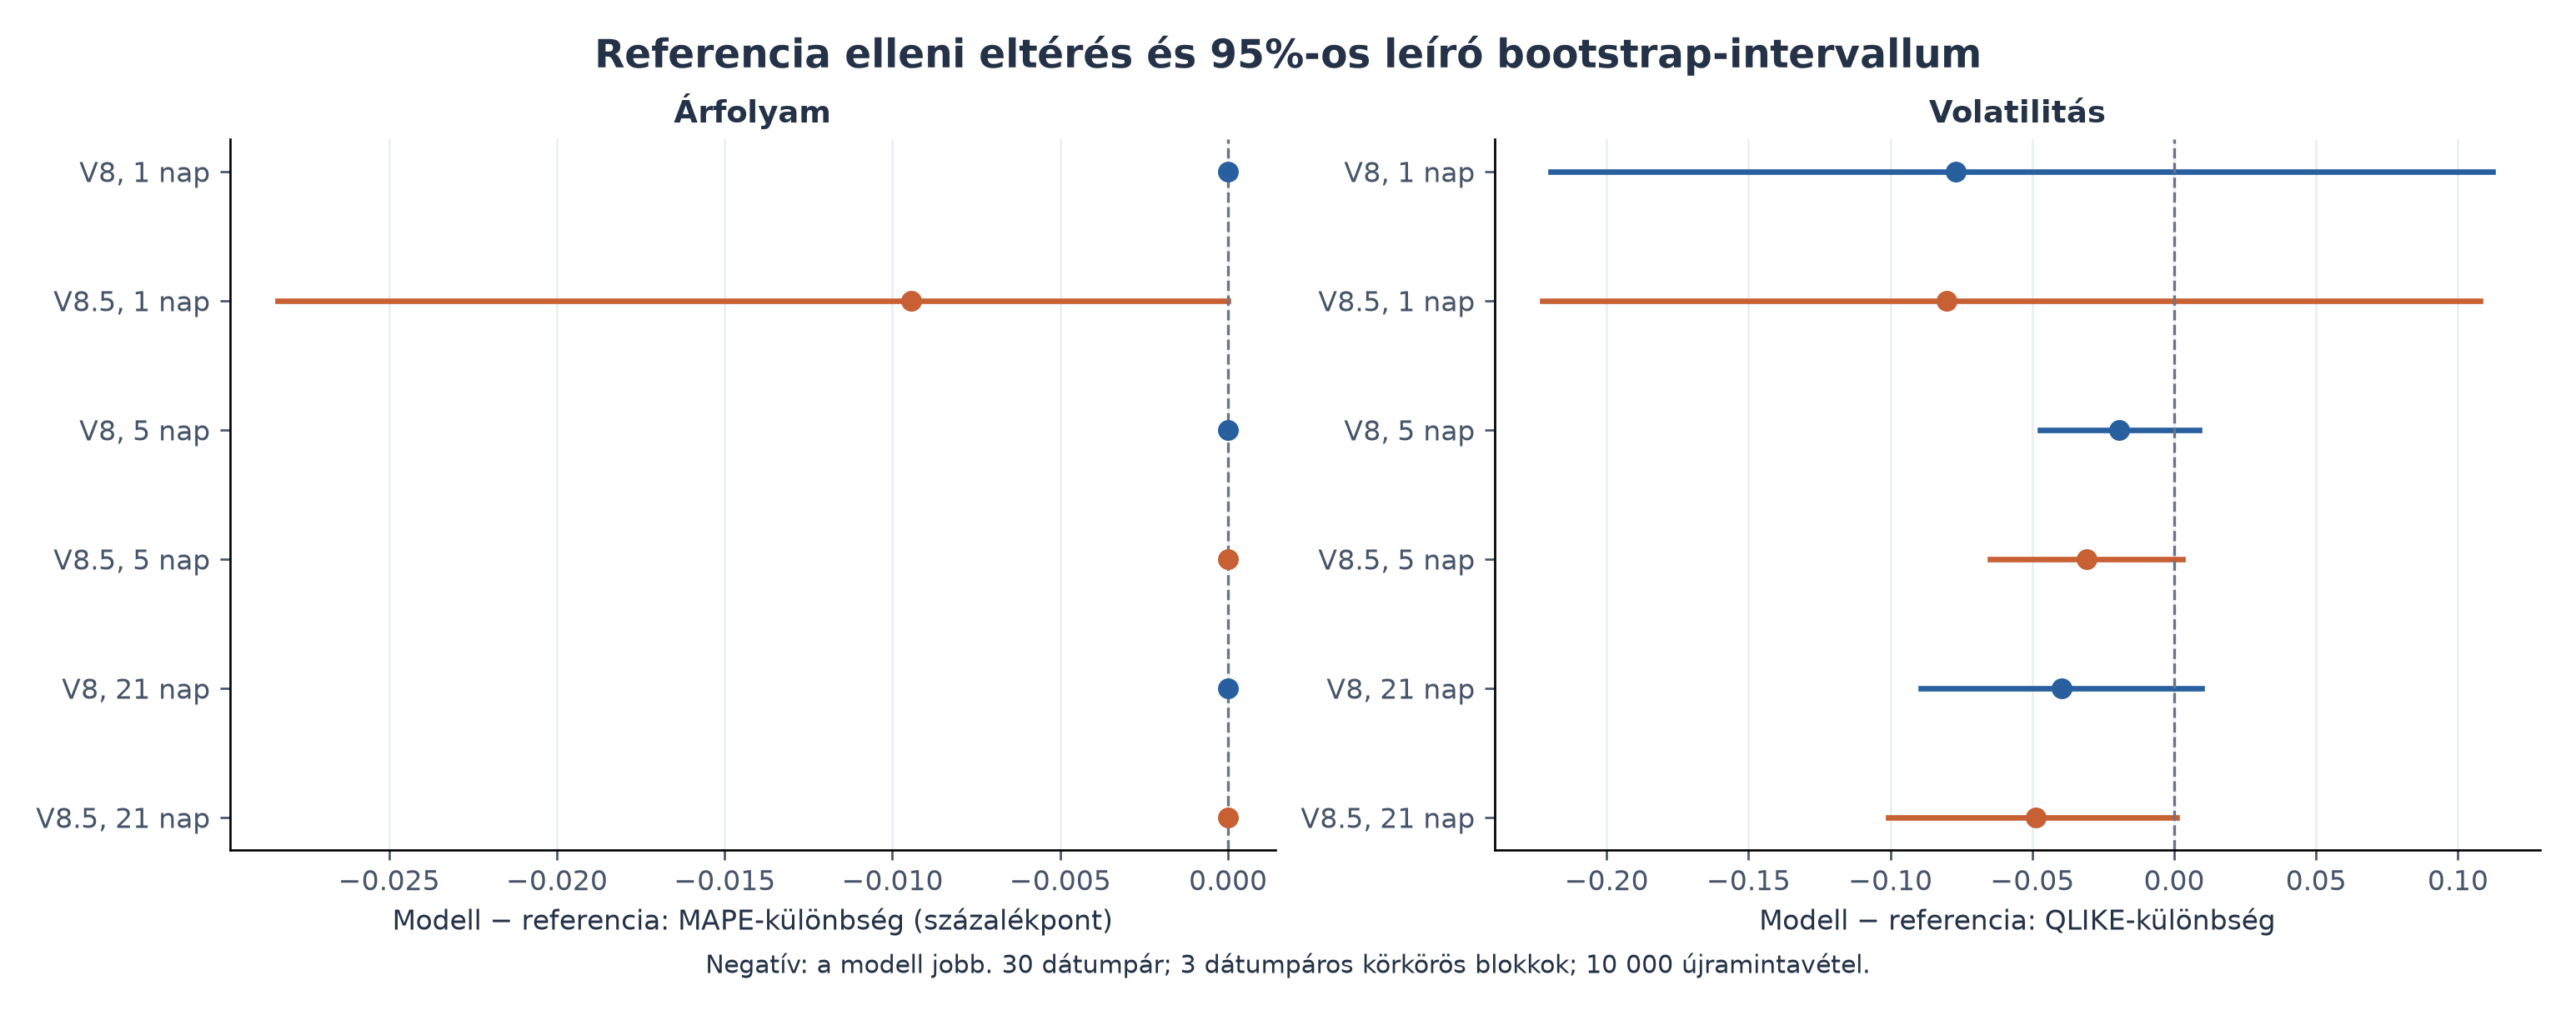 Referencia elleni eltérés és 95%-os leíró bootstrap-intervallum
Árfolyam
V8, 1 nap
V8.5, 1 nap
V8, 5 nap
V8.5, 5 nap
V8, 21 nap
V8.5, 21 nap
−0.025 −0.020 −0.015 −0.010 −0.005 0.000
Modell − referencia: MAPE-különbség (százalékpont)
Volatilitás
V8, 1 nap
V8.5, 1 nap
V8, 5 nap
V8.5, 5 nap
V8, 21 nap
V8.5, 21 nap
−0.20 −0.15 −0.10 −0.05 0.00 0.05 0.10
Modell − referencia: QLIKE-különbség
Negatív: a modell jobb. 30 dátumpár; 3 dátumpáros körkörös blokkok; 10 000 újramintavétel.